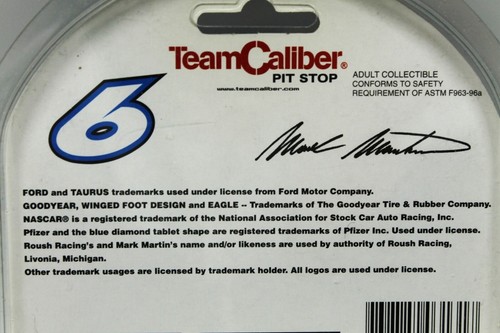 TeamCaliber®
PIT STOP
www.teamcaliber.com
ADULT COLLECTIBLE
CONFORMS TO SAFETY
REQUIREMENT OF ASTM F963-96a
6
Mark Martin
FORD and TAURUS trademarks used under license from Ford Motor Company.
GOODYEAR, WINGED FOOT DESIGN and EAGLE -- Trademarks of The Goodyear Tire & Rubber Company.
NASCAR® is a registered trademark of the National Association for Stock Car Auto Racing, Inc.
Pfizer and the blue diamond tablet shape are registered trademarks of Pfizer Inc. Used under license.
Roush Racing's and Mark Martin's name and/or likeness are used by authority of Roush Racing,
Livonia, Michigan.
Other trademark usages are licensed by trademark holder. All logos are used under license.